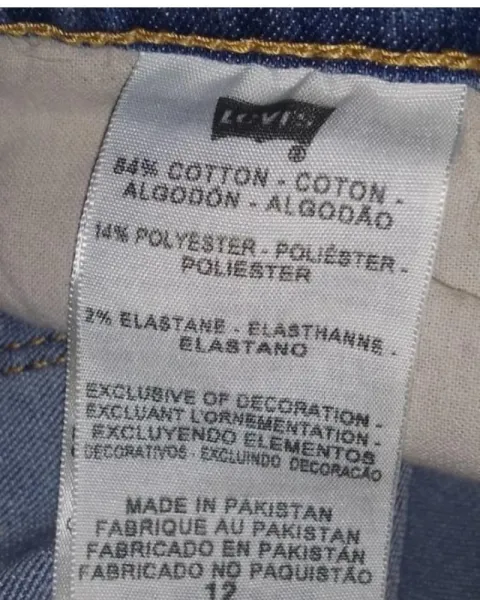 LEVI'S
®
84% COTTON - COTON -
ALGODÓN - ALGODÃO
14% POLYESTER - POLIÉSTER -
POLIESTER
2% ELASTANE - ELASTHANNE -
ELASTANO
EXCLUSIVE OF DECORATION -
EXCLUANT L'ORNEMENTATION -
EXCLUYENDO ELEMENTOS
DECORATIVOS - EXCLUINDO DECORACÃO
MADE IN PAKISTAN
FABRIQUE AU PAKISTAN
FABRICADO EN PAKISTÁN
FABRICADO NO PAQUISTÃO
12